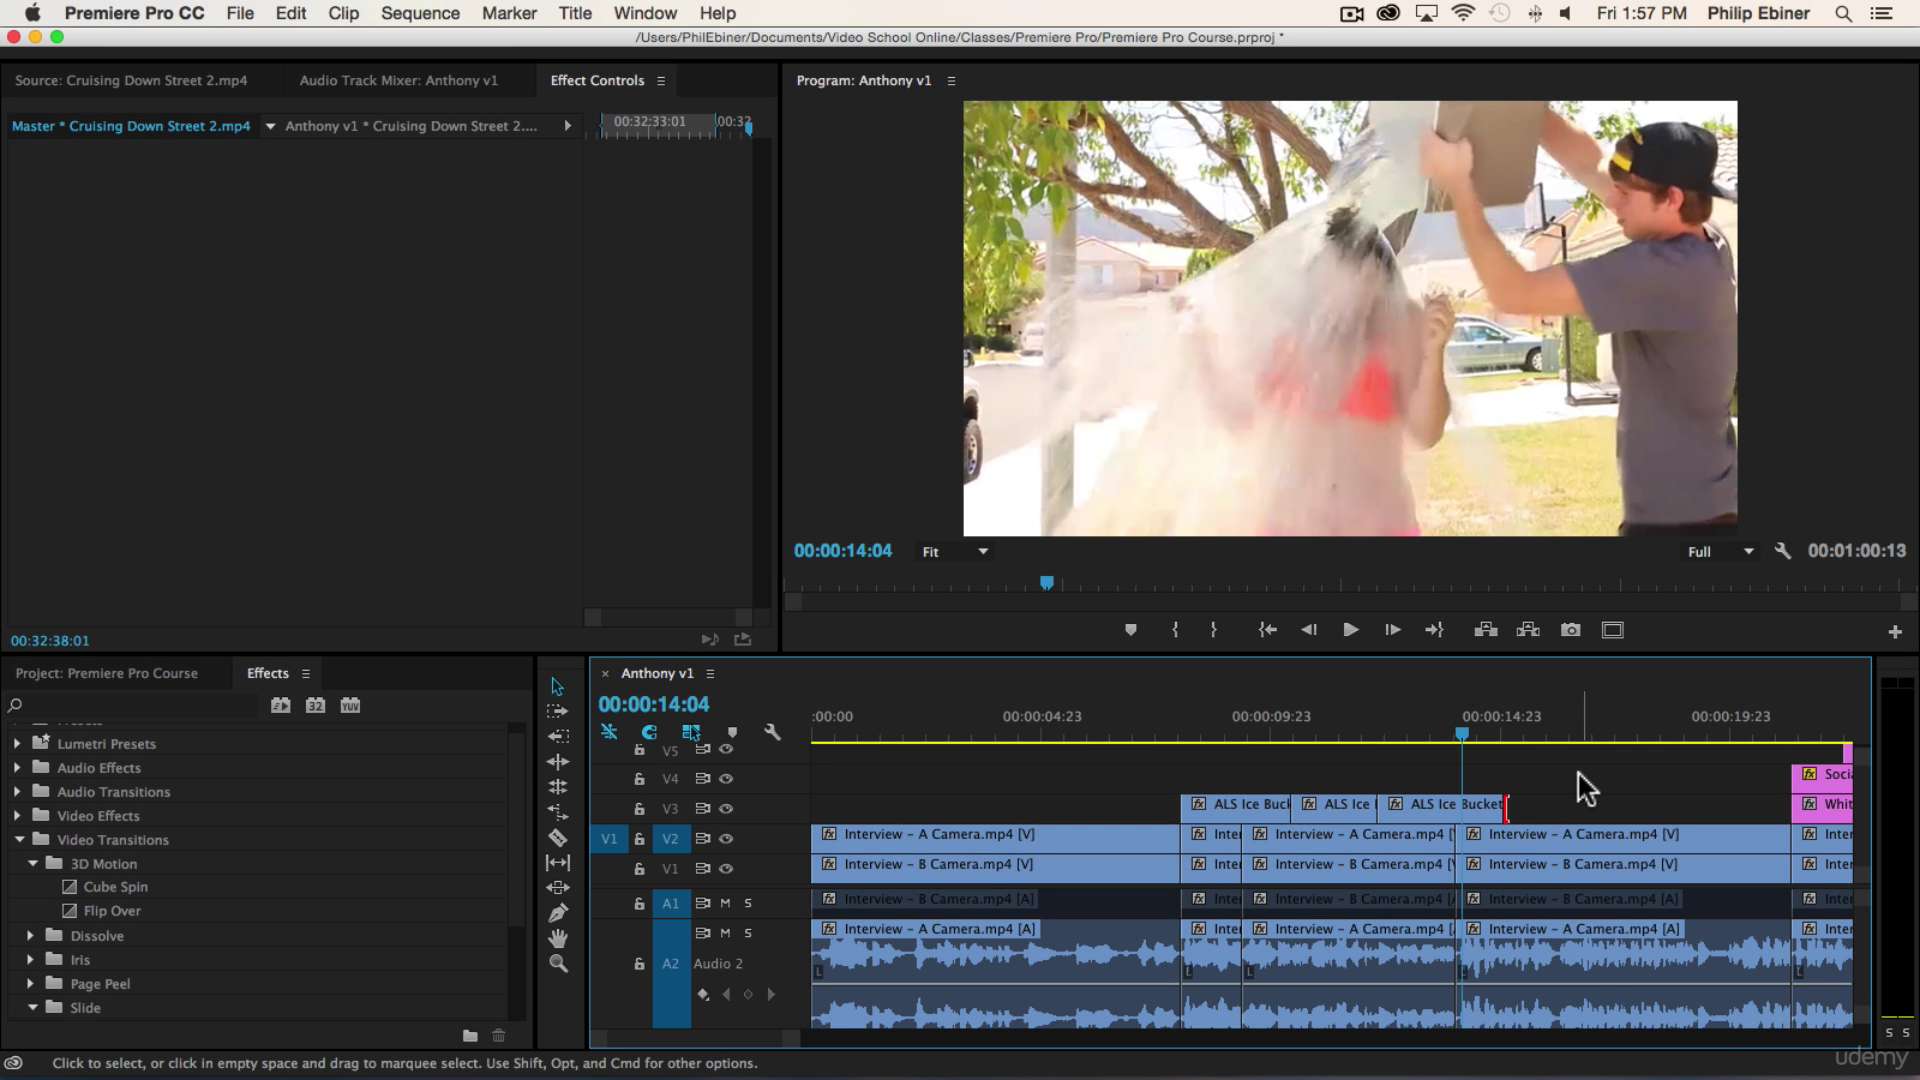 Premiere Pro CC File Edit Clip Sequence Marker Title Window Help Fri 1:57 PM Philip Ebiner
/Users/PhilEbiner/Documents/Video School Online/Classes/Premiere Pro/Premiere Pro Course.prproj *
Source: Cruising Down Street 2.mp4 Audio Track Mixer: Anthony v1 Effect Controls
Program: Anthony v1
Master * Cruising Down Street 2.mp4 Anthony v1 * Cruising Down Street 2....
00:32:33:01 00:32
00:00:14:04 Fit Full 00:01:00:13
00:32:38:01
Project: Premiere Pro Course Effects
32 YUV
Lumetri Presets
Audio Effects
Audio Transitions
Video Effects
Video Transitions
3D Motion
Cube Spin
Flip Over
Dissolve
Iris
Page Peel
Slide
Anthony v1
00:00:14:04
:00:00 00:00:04:23 00:00:09:23 00:00:14:23 00:00:19:23
V5
V4 Soci
V3 ALS Ice Buck ALS Ice ALS Ice Bucket Whit
V1 V2 Interview - A Camera.mp4 [V] Inter Interview - A Camera.mp4 [V Interview - A Camera.mp4 [V] Inter
V1 Interview - B Camera.mp4 [V] Inter Interview - B Camera.mp4 [V Interview - B Camera.mp4 [V] Inter
A1 M S Interview - B Camera.mp4 [A] Inter Interview - B Camera.mp4 [A Interview - B Camera.mp4 [A] Inter
M S Interview - A Camera.mp4 [A] Inter Interview - A Camera.mp4 [A Interview - A Camera.mp4 [A] Inter
A2 Audio 2
S S
Click to select, or click in empty space and drag to marquee select. Use Shift, Opt, and Cmd for other options.
udemy